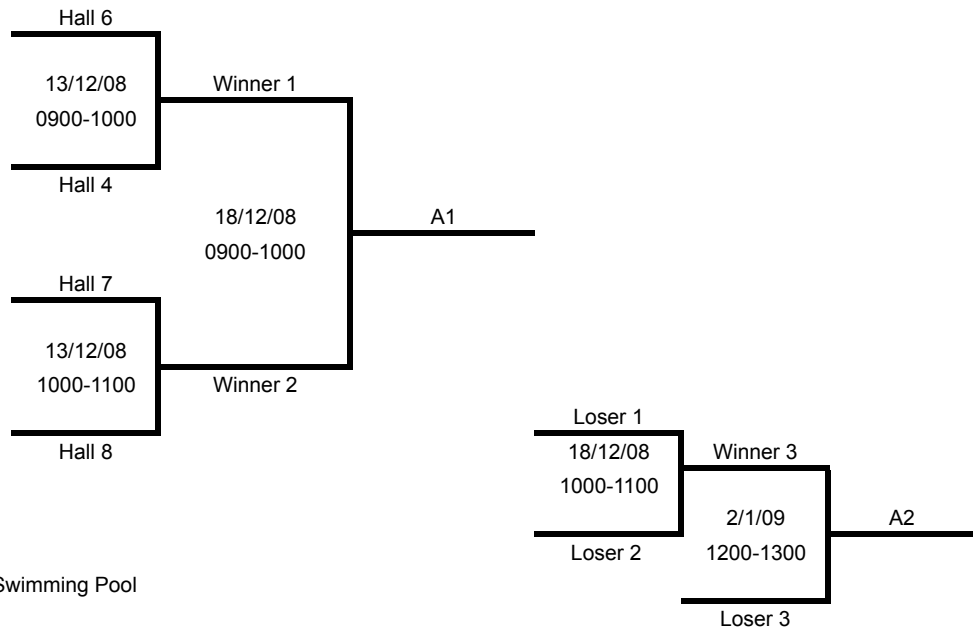 Hall 6
13/12/08
0900-1000
Hall 4
Winner 1
18/12/08
0900-1000
A1
Hall 7
13/12/08
1000-1100
Hall 8
Winner 2
Loser 1
18/12/08
1000-1100
Loser 2
Winner 3
2/1/09
1200-1300
Loser 3
A2
Swimming Pool